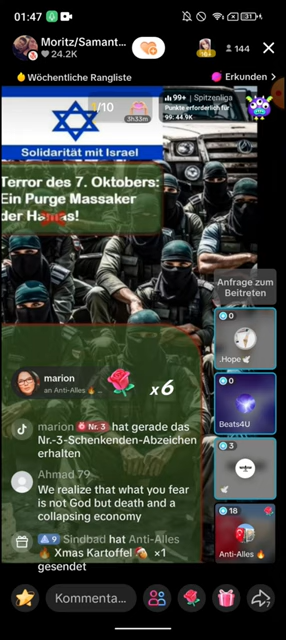 01:47
31
Moritz/Samant...
24.2K
144
Wöchentliche Rangliste
Erkunden >
/10
3h33m
99+ | Spitzenliga
Punkte erforderlich für
99: 44.9K
Solidarität mit Israel
Terror des 7. Oktobers:
Ein Purge Massaker
der Hamas!
Anfrage zum
Beitreten
0
.Hope
0
Beats4U
3
18
Anti-Alles 🔥
marion
an Anti-Alles 🔥
x6
marion Nr. 3 hat gerade das
Nr.-3-Schenkenden-Abzeichen
erhalten
Ahmad 79
We realize that what you fear
is not God but death and a
collapsing economy
9 Sindbad hat Anti-Alles
🔥 Xmas Kartoffel ×1
gesendet
Kommenta...
7